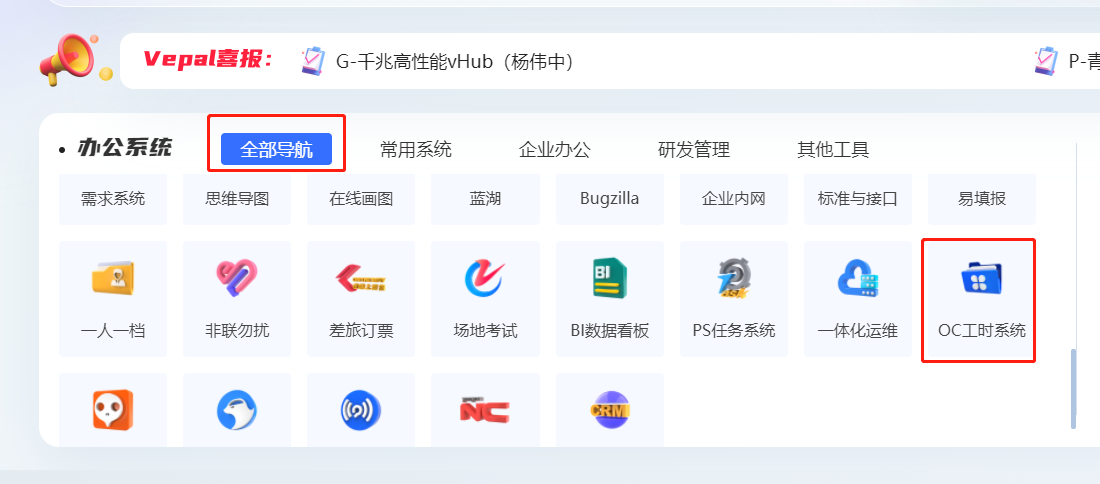 Vepal喜报：
G-千兆高性能vHub（杨伟中）
P-青
• 办公系统
全部导航
常用系统
企业办公
研发管理
其他工具
需求系统
思维导图
在线画图
蓝湖
Bugzilla
企业内网
标准与接口
易填报
BI
一人一档
非联勿扰
差旅订票
场地考试
BI数据看板
PS任务系统
一体化运维
OC工时系统
NC
CRM